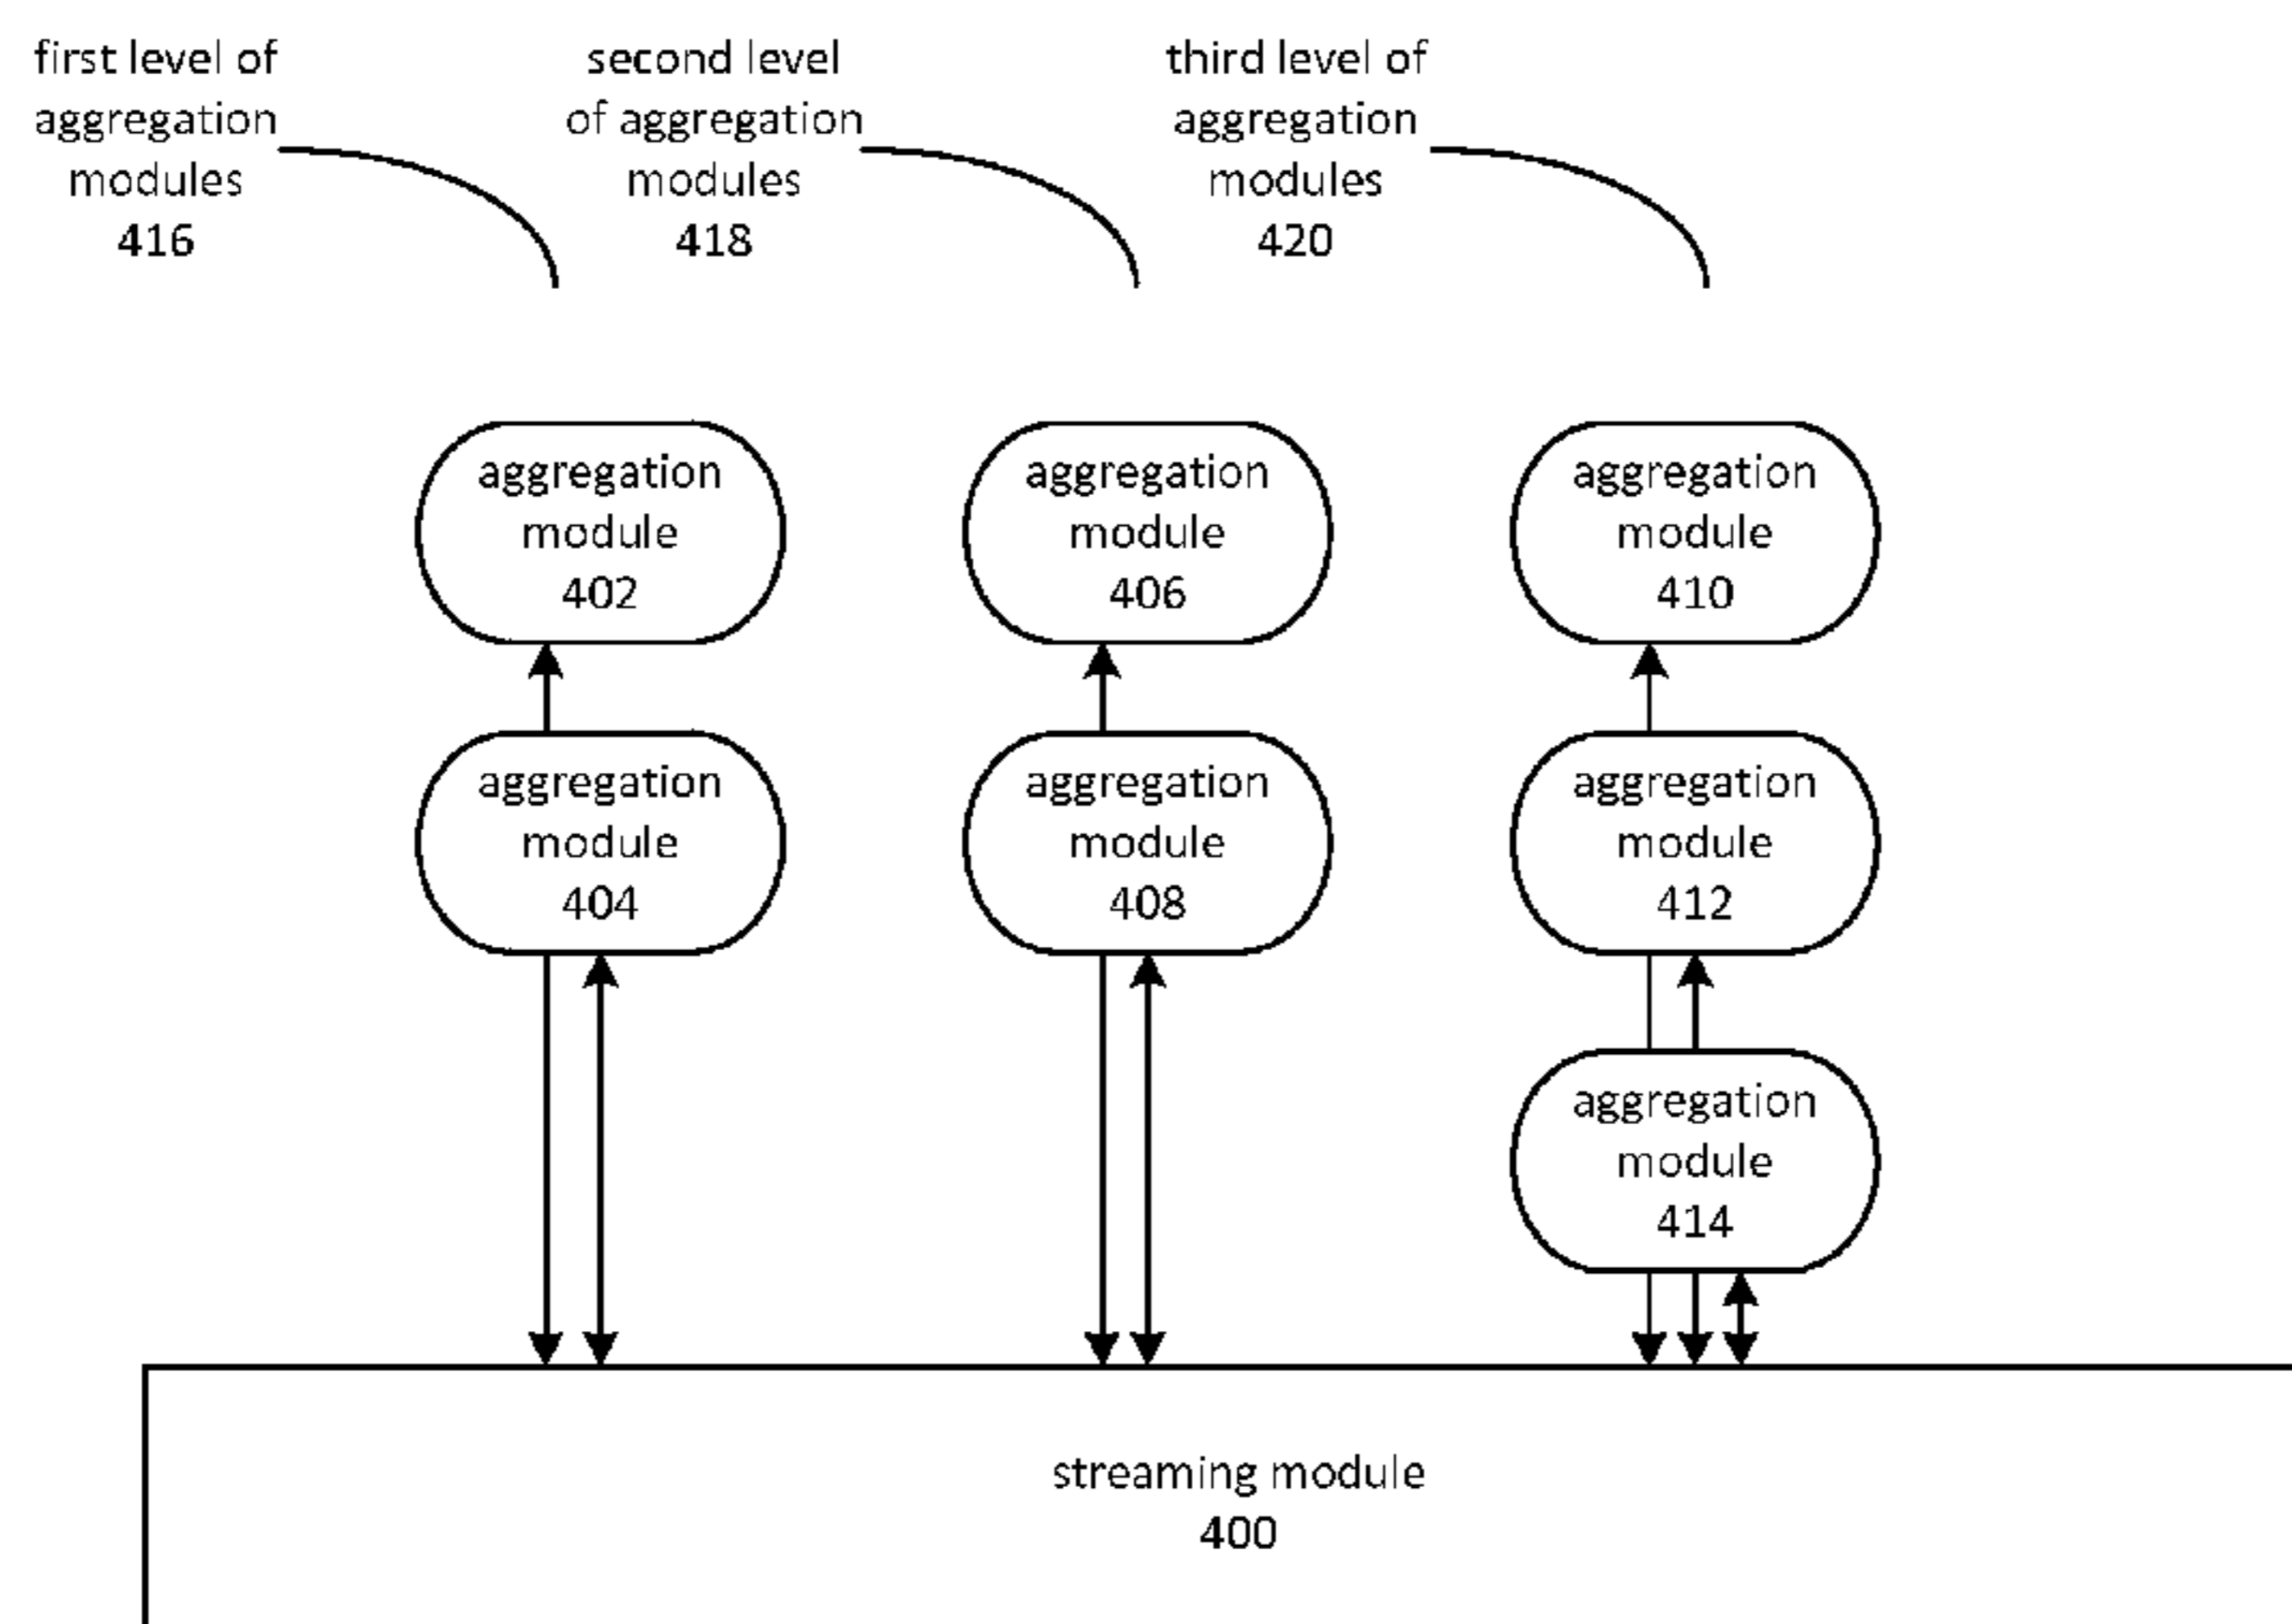 first level of
aggregation
modules
416
second level
of aggregation
modules
418
third level of
aggregation
modules
420
aggregation
module
402
aggregation
module
406
aggregation
module
410
aggregation
module
404
aggregation
module
408
aggregation
module
412
aggregation
module
414
streaming module
400